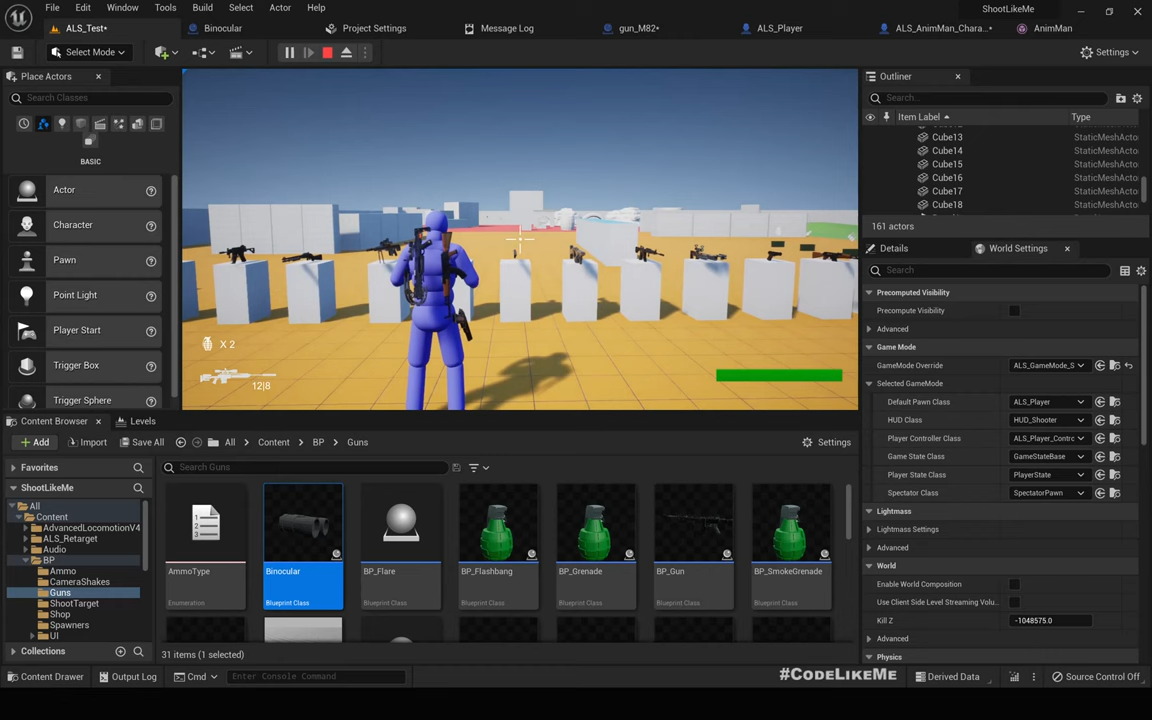 File Edit Window Tools Build Select Actor Help
ShootLikeMe
ALS_Test*
Binocular
Project Settings
Message Log
gun_M82*
ALS_Player
ALS_AnimMan_Chara...*
AnimMan
Select Mode
Settings
Place Actors
Search Classes
BASIC
Actor
Character
Pawn
Point Light
Player Start
Trigger Box
Trigger Sphere
X 2
12|8
Outliner
Search...
Item Label
Type
Cube13
StaticMeshActo
Cube14
StaticMeshActo
Cube15
StaticMeshActo
Cube16
StaticMeshActo
Cube17
StaticMeshActo
Cube18
StaticMeshActo
161 actors
Details
World Settings
Search
Precomputed Visibility
Precompute Visibility
Advanced
Game Mode
GameMode Override
ALS_GameMode_S
Selected GameMode
Default Pawn Class
ALS_Player
HUD Class
HUD_Shooter
Player Controller Class
ALS_Player_Contrc
Game State Class
GameStateBase
Player State Class
PlayerState
Spectator Class
SpectatorPawn
Lightmass
Lightmass Settings
Advanced
World
Enable World Composition
Use Client Side Level Streaming Volu...
Kill Z
-1048575.0
Advanced
Physics
Content Browser
Levels
Add
Import
Save All
All
Content
BP
Guns
Settings
Favorites
ShootLikeMe
All
Content
AdvancedLocomotionV4
ALS_Retarget
Audio
BP
Ammo
CameraShakes
Guns
ShootTarget
Shop
Spawners
UI
Collections
Search Guns
AmmoType
Enumeration
Binocular
Blueprint Class
BP_Flare
Blueprint Class
BP_Flashbang
Blueprint Class
BP_Grenade
Blueprint Class
BP_Gun
Blueprint Class
BP_SmokeGrenade
Blueprint Class
31 items (1 selected)
Content Drawer
Output Log
Cmd
Enter Console Command
#CODELIKEME
Derived Data
Source Control Off